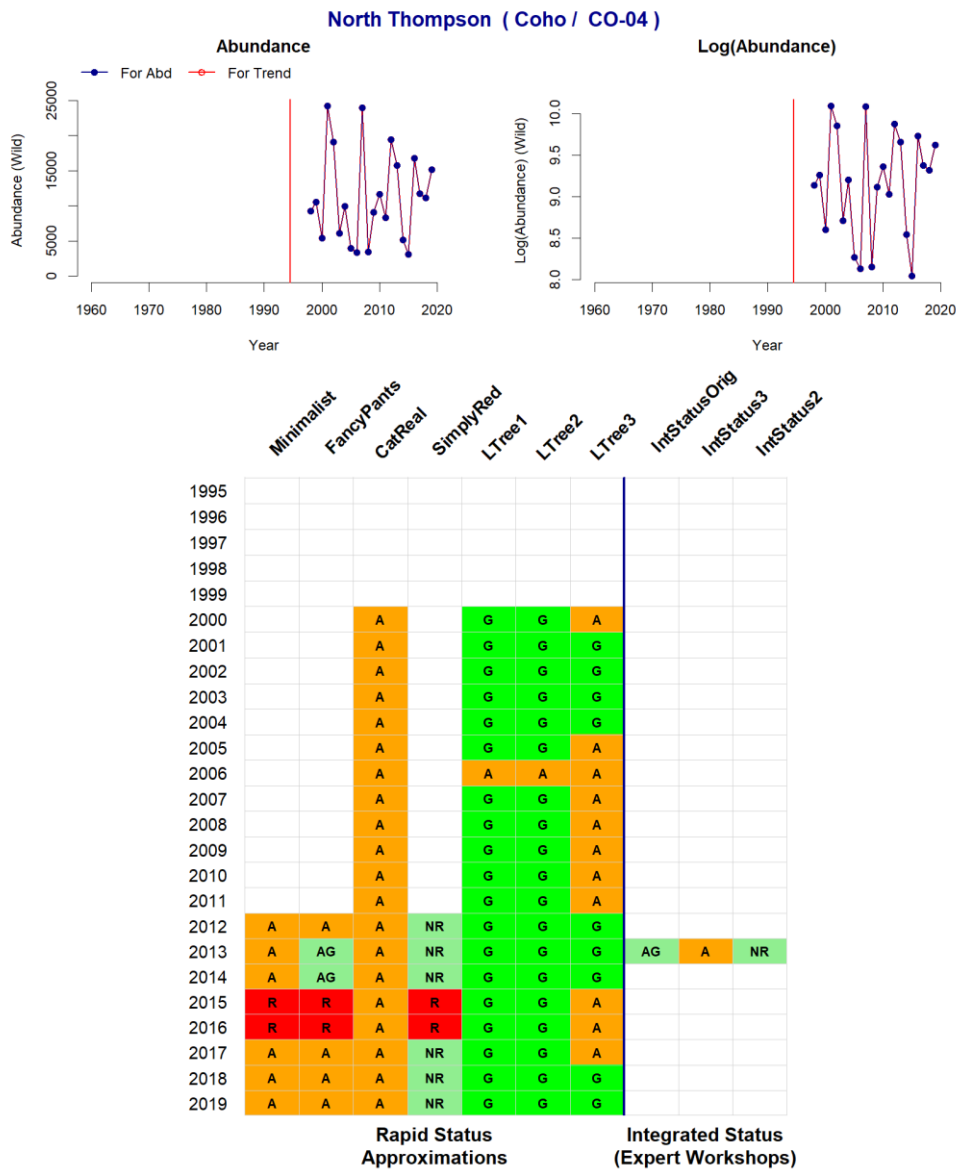 North Thompson ( Coho / CO-04 )
Abundance
For Abd For Trend
Abundance (Wild)
25000
15000
5000
0
1960 1970 1980 1990 2000 2010 2020
Year
Log(Abundance)
Log(Abundance) (Wild)
10.0
9.5
9.0
8.5
8.0
1960 1970 1980 1990 2000 2010 2020
Year
Minimalist FancyPants CatReal SimplyRed LTree1 LTree2 LTree3 IntStatusOrig IntStatus3 IntStatus2
1995
1996
1997
1998
1999
2000 A G G A
2001 A G G G
2002 A G G G
2003 A G G G
2004 A G G G
2005 A G G A
2006 A A A A
2007 A G G A
2008 A G G A
2009 A G G A
2010 A G G A
2011 A G G A
2012 A A A NR G G G
2013 A AG A NR G G G AG A NR
2014 A AG A NR G G G
2015 R R A R G G A
2016 R R A R G G A
2017 A A A NR G G A
2018 A A A NR G G G
2019 A A A NR G G G
Rapid Status
Approximations
Integrated Status
(Expert Workshops)